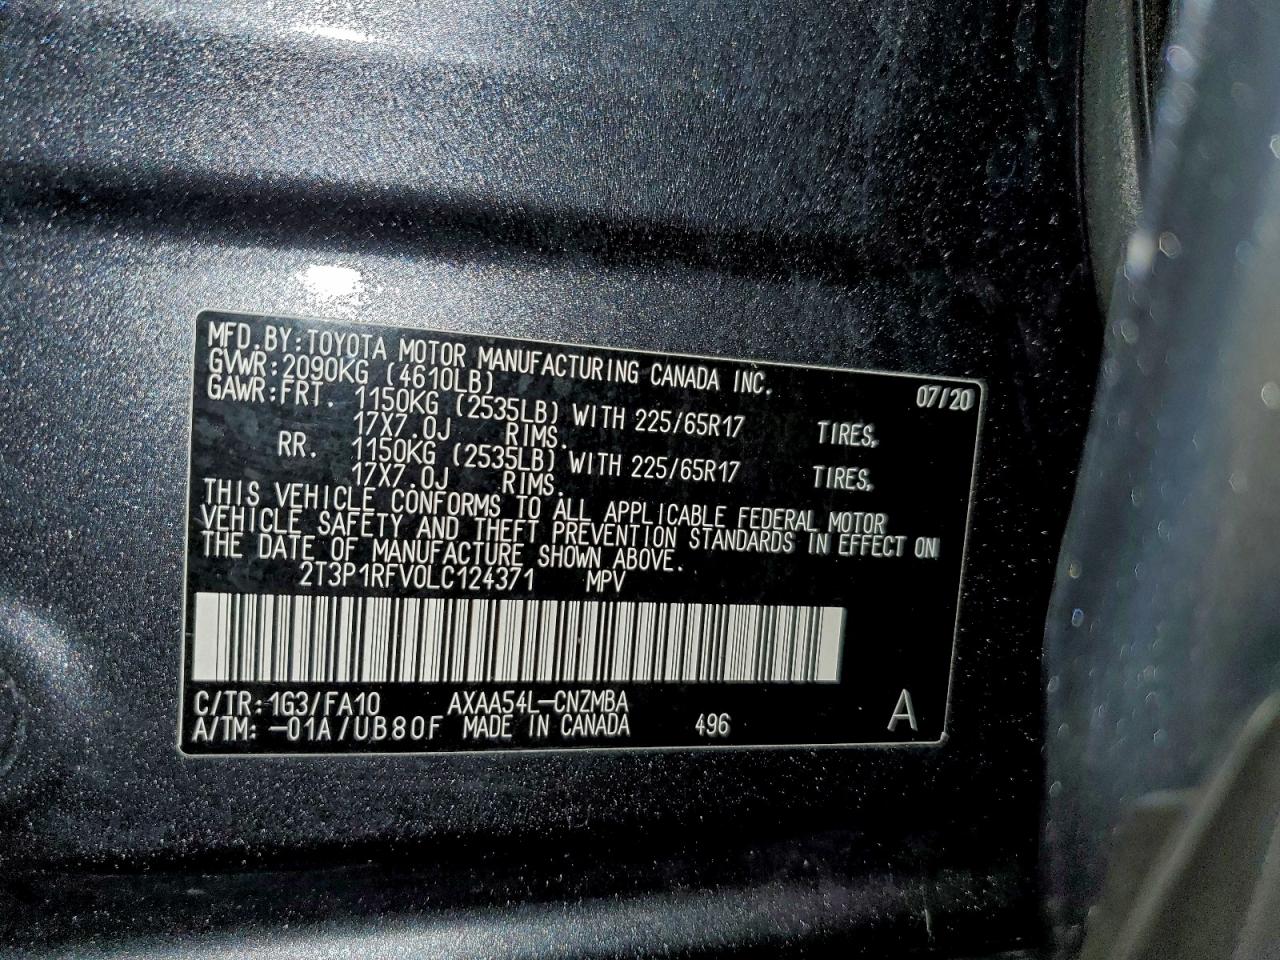 MFD.BY:TOYOTA MOTOR MANUFACTURING CANADA INC. 07/20
GVWR:2090KG (4610LB)
GAWR:FRT. 1150KG (2535LB) WITH 225/65R17 TIRES,
17X7.0J RIMS.
RR. 1150KG (2535LB) WITH 225/65R17 TIRES,
17X7.0J RIMS.
THIS VEHICLE CONFORMS TO ALL APPLICABLE FEDERAL MOTOR
VEHICLE SAFETY AND THEFT PREVENTION STANDARDS IN EFFECT ON
THE DATE OF MANUFACTURE SHOWN ABOVE.
2T3P1RFV0LC124371 MPV
C/TR:1G3/FA10 AXAA54L-CNZMBA
A/TM:-01A/UB80F MADE IN CANADA 496 A